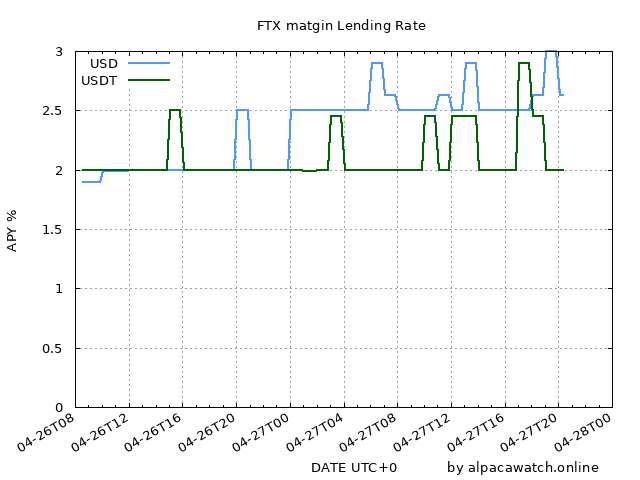 FTX matgin Lending Rate
USD
USDT
3
2.5
2
1.5
1
0.5
0
APY %
04-26T08
04-26T12
04-26T16
04-26T20
04-27T00
04-27T04
04-27T08
04-27T12
04-27T16
04-27T20
04-28T00
DATE UTC+0
by alpacawatch.online